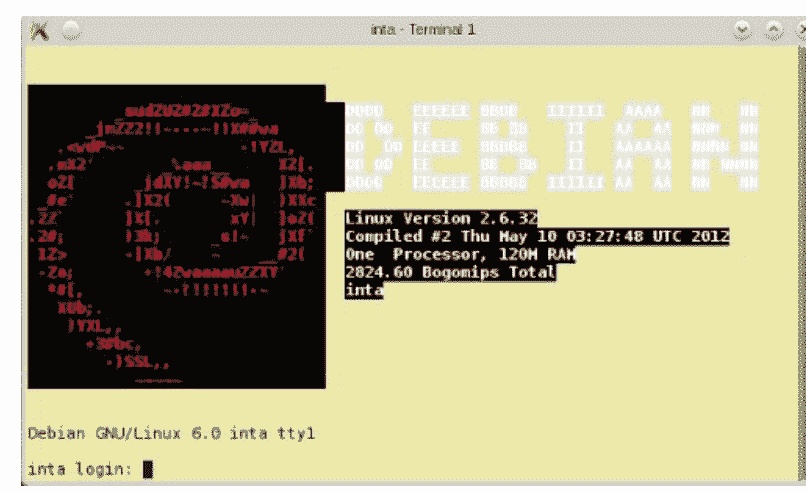 inta - Terminal 1
DEBIAN
Linux Version 2.6.32
Compiled #2 Thu May 10 03:27:48 UTC 2012
One  Processor, 120M RAM
2824.60 Bogomips Total
inta
Debian GNU/Linux 6.0 inta tty1
inta login: